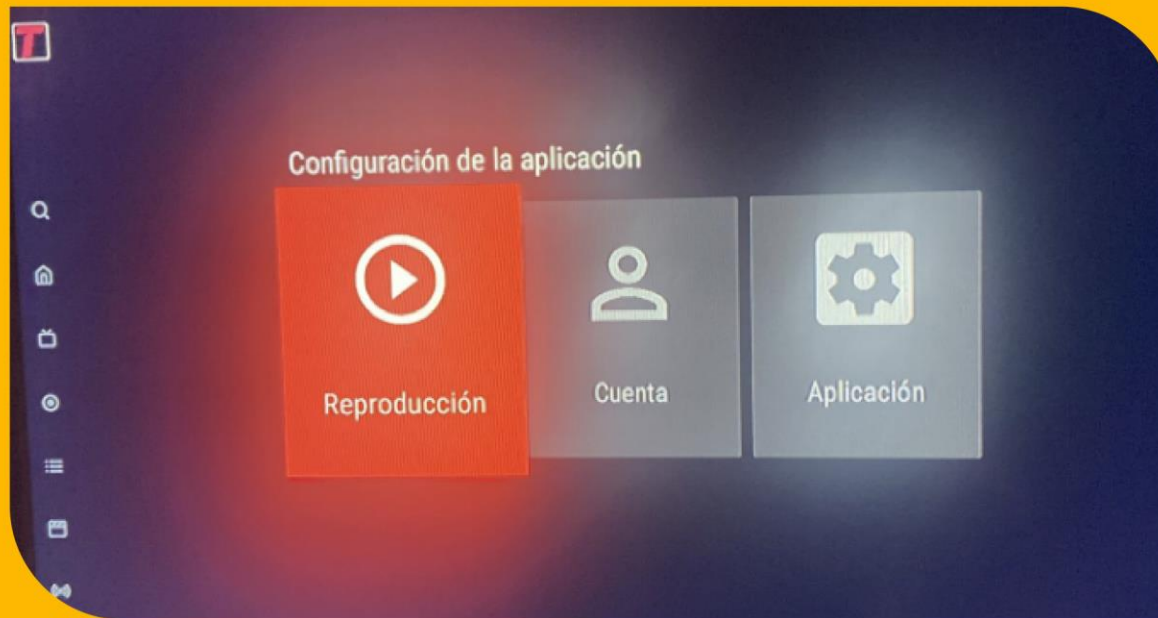 T
Configuración de la aplicación
Reproducción
Cuenta
Aplicación